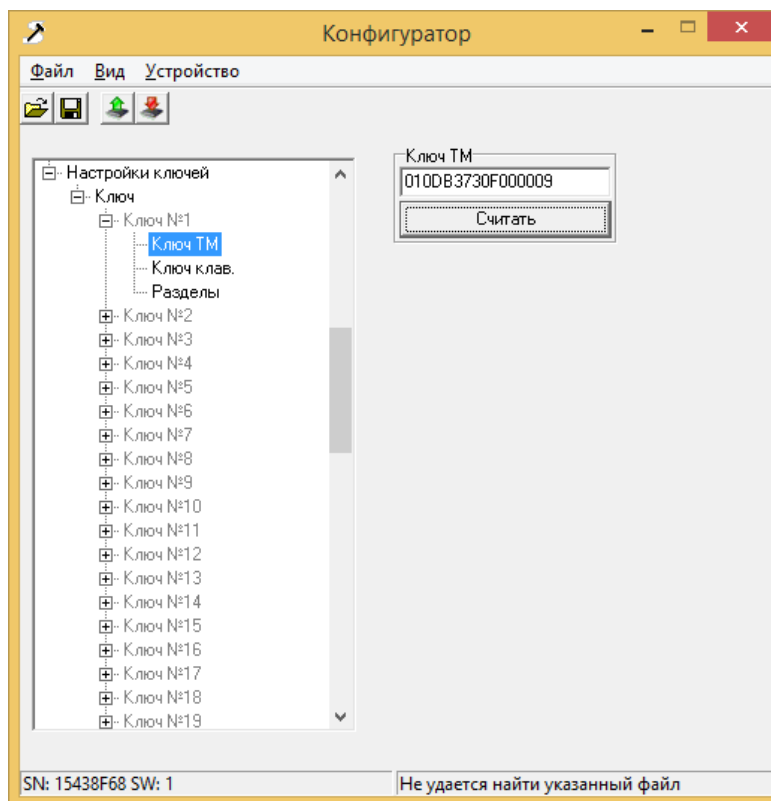 Конфигуратор
Файл Вид Устройство
Настройки ключей
Ключ
Ключ №1
Ключ ТМ
Ключ клав.
Разделы
Ключ №2
Ключ №3
Ключ №4
Ключ №5
Ключ №6
Ключ №7
Ключ №8
Ключ №9
Ключ №10
Ключ №11
Ключ №12
Ключ №13
Ключ №14
Ключ №15
Ключ №16
Ключ №17
Ключ №18
Ключ №19
Ключ ТМ
010DB3730F000009
Считать
SN: 15438F68 SW: 1
Не удается найти указанный файл